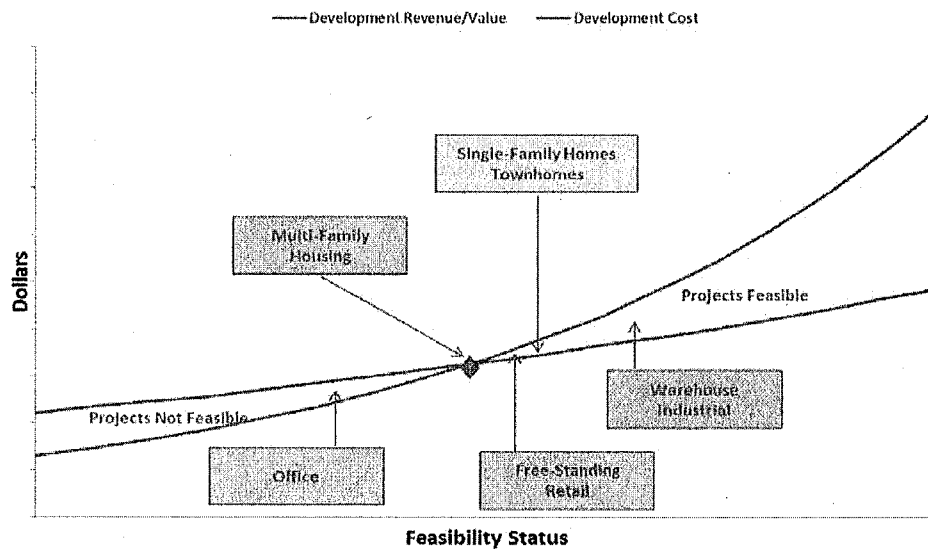 Development Revenue/Value Development Cost
Single-Family Homes
Townhomes
Multi-Family
Housing
Dollars
Projects Feasible
Projects Not Feasible
Warehouse
Industrial
Office
Free-Standing
Retail
Feasibility Status